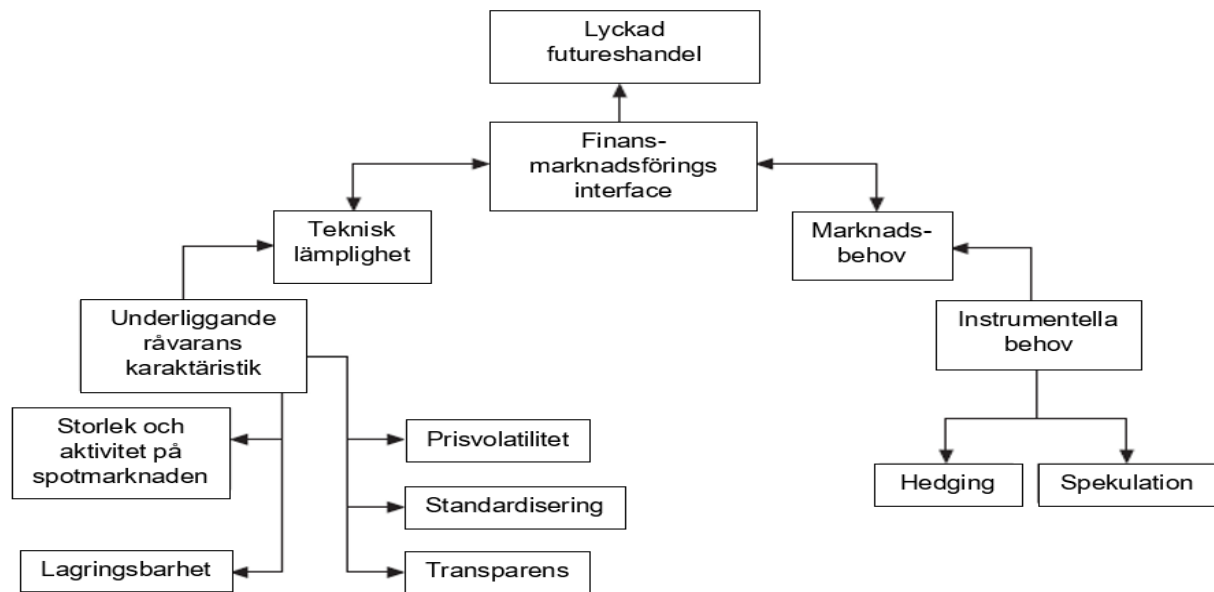 Lyckad
futureshandel
Finans-
marknadsförings
interface
Teknisk
lämplighet
Marknads-
behov
Underliggande
råvarans
karaktäristik
Instrumentella
behov
Storlek och
aktivitet på
spotmarknaden
Prisvolatilitet
Hedging
Spekulation
Standardisering
Lagringsbarhet
Transparens